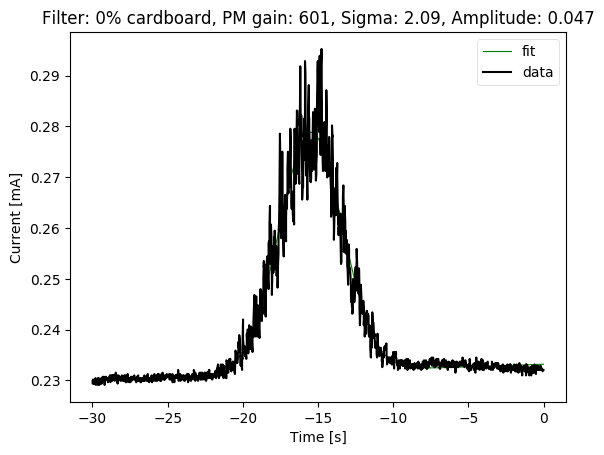 Filter: 0% cardboard, PM gain: 601, Sigma: 2.09, Amplitude: 0.047
fit
data
0.29
0.28
0.27
0.26
0.25
0.24
0.23
Current [mA]
−30
−25
−20
−15
−10
−5
0
Time [s]